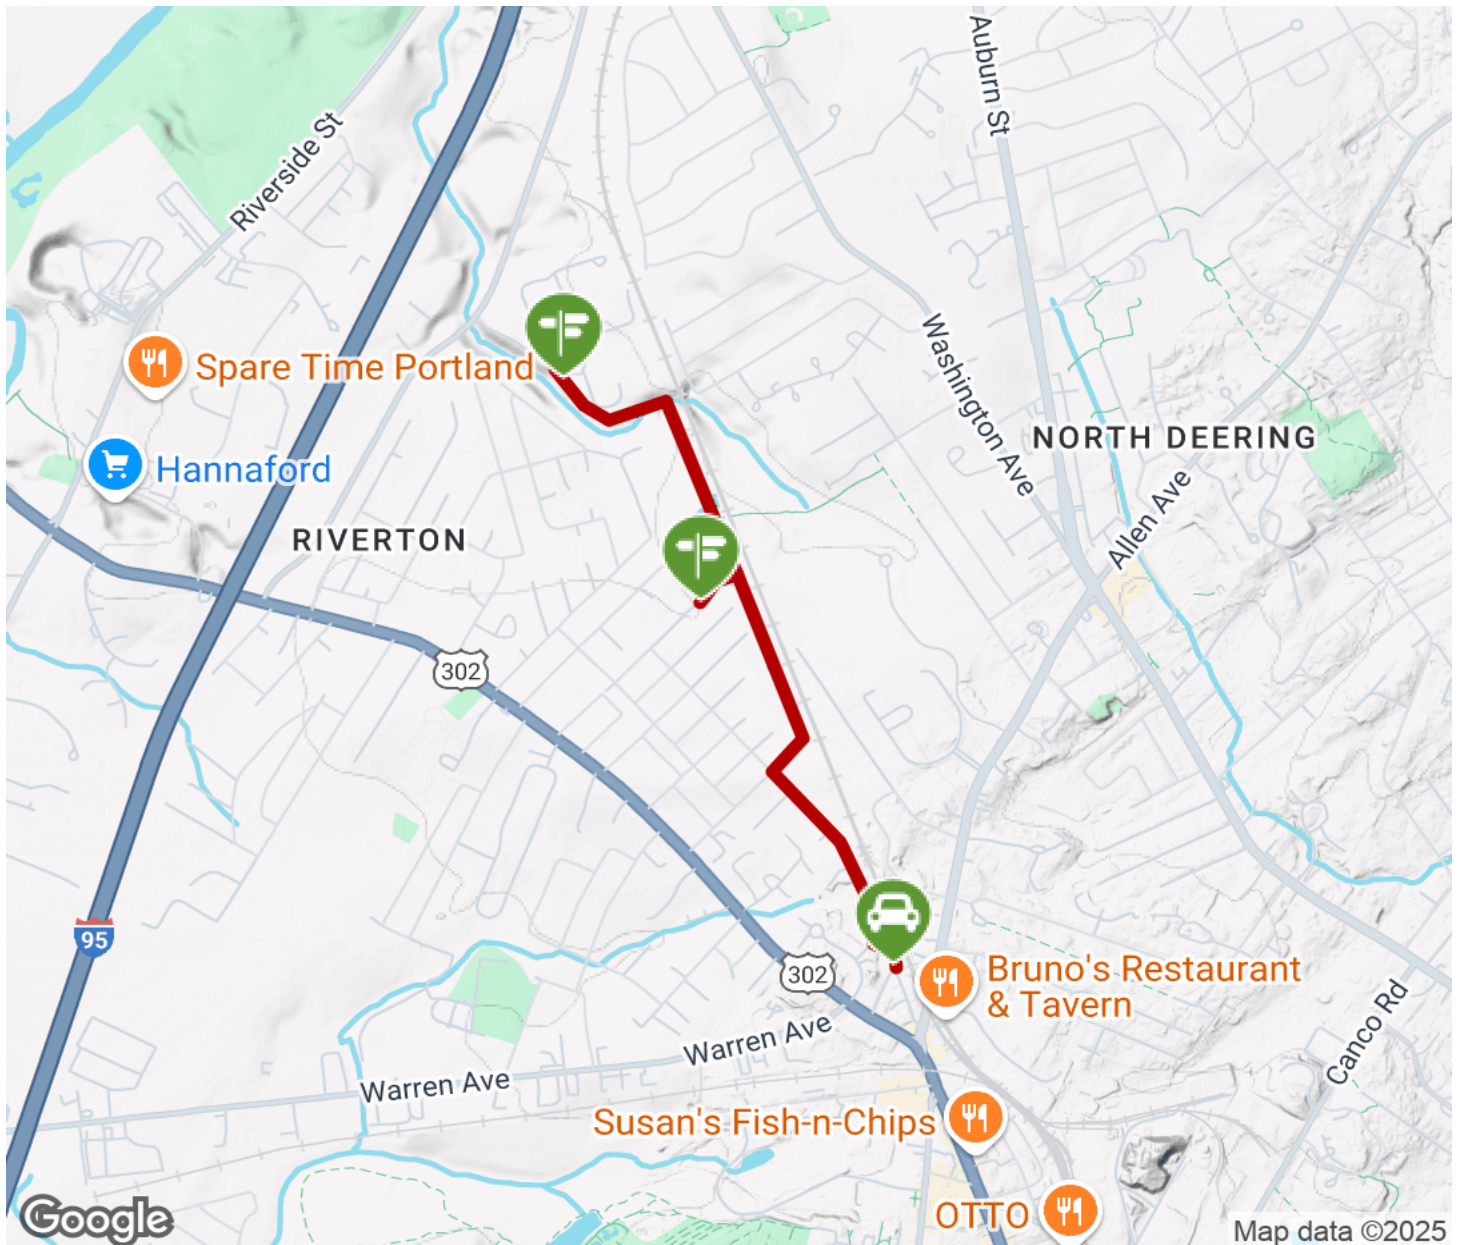 Auburn St
Riverside St
Spare Time Portland
Washington Ave
NORTH DEERING
Hannaford
Allen Ave
RIVERTON
302
95
302
Bruno's Restaurant
& Tavern
Canco Rd
Warren Ave
Warren Ave
Susan's Fish-n-Chips
OTTO
Google
Map data ©2025